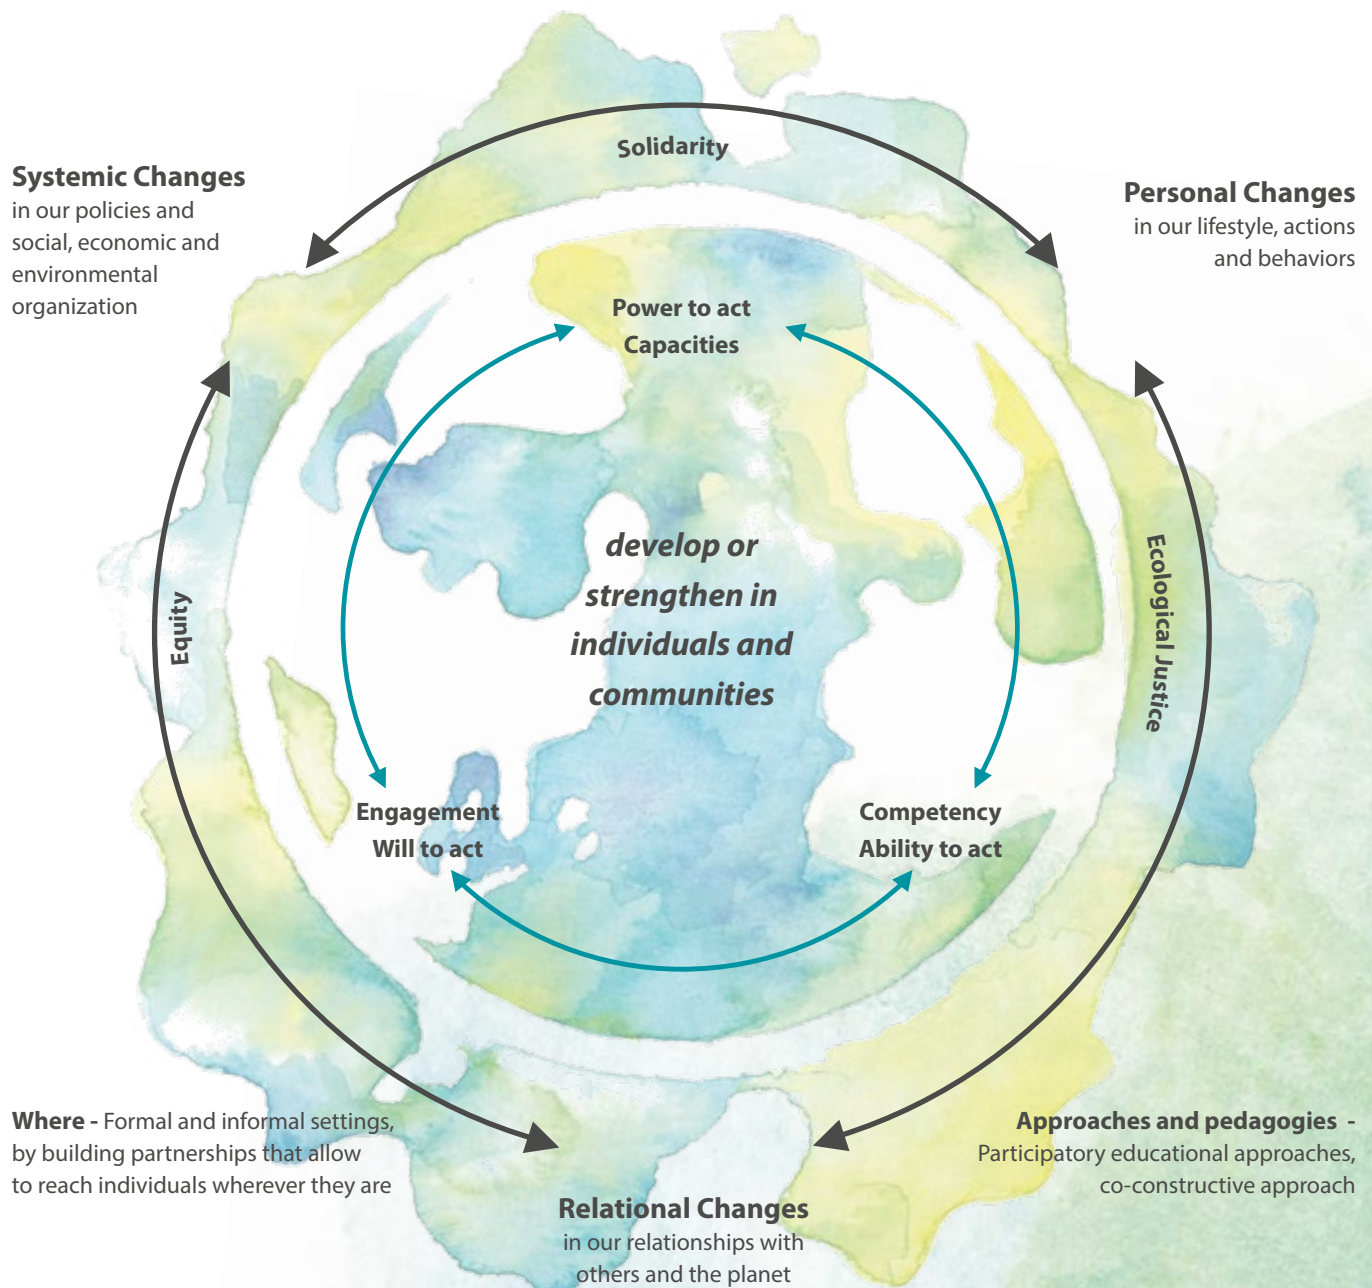 Solidarity
Systemic Changes
in our policies and
social, economic and
environmental
organization
Personal Changes
in our lifestyle, actions
and behaviors
Power to act
Capacities
develop or
strengthen in
individuals and
communities
Equity
Ecological Justice
Engagement
Will to act
Competency
Ability to act
Where - Formal and informal settings,
by building partnerships that allow
to reach individuals wherever they are
Approaches and pedagogies -
Participatory educational approaches,
co-constructive approach
Relational Changes
in our relationships with
others and the planet